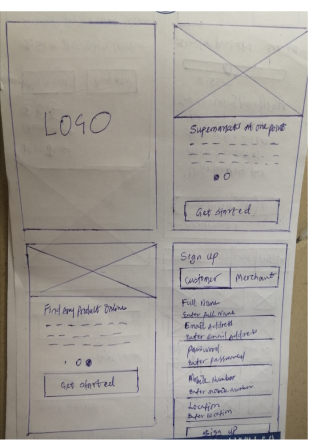 LOGO
Supermarkets At one point
Get started
Find any Product Online
Get started
Sign up
Customer Merchant
Full Name
Enter full Name
Email Address
Enter email address
Password
Enter password
Mobile Number
Enter mobile number
Location
Enter location
sign up